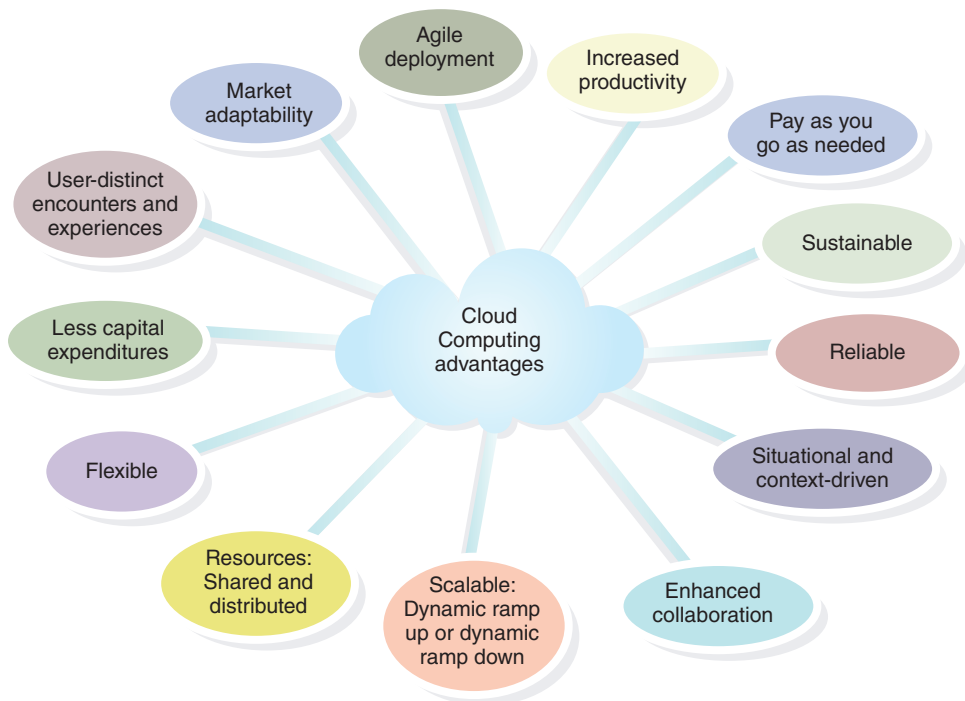 Agile
deployment
Increased
productivity
Market
adaptability
Pay as you
go as needed
User-distinct
encounters and
experiences
Sustainable
Cloud
Computing
advantages
Less capital
expenditures
Reliable
Flexible
Situational and
context-driven
Resources:
Shared and
distributed
Scalable:
Dynamic ramp
up or dynamic
ramp down
Enhanced
collaboration